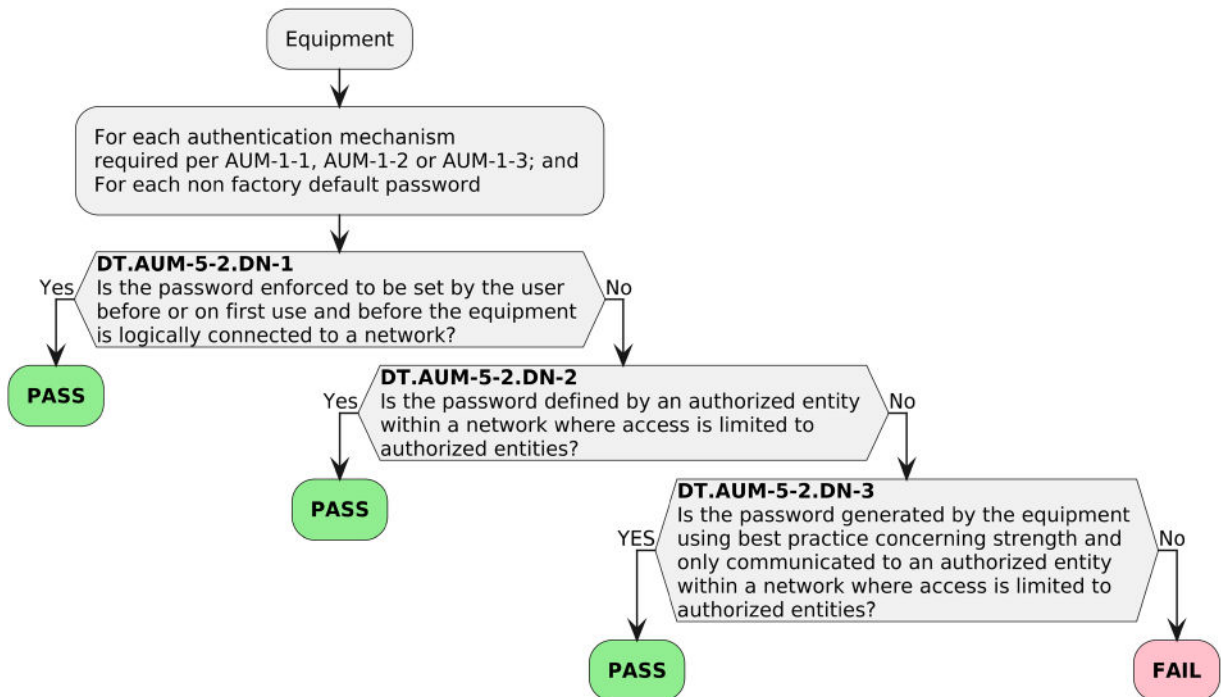 Equipment
For each authentication mechanism
required per AUM-1-1, AUM-1-2 or AUM-1-3; and
For each non factory default password
DT.AUM-5-2.DN-1
Yes
Is the password enforced to be set by the user
No
before or on first use and before the equipment
is logically connected to a network?
PASS
DT.AUM-5-2.DN-2
Yes
Is the password defined by an authorized entity
No
within a network where access is limited to
authorized entities?
PASS
DT.AUM-5-2.DN-3
Is the password generated by the equipment
YES
using best practice concerning strength and
No
only communicated to an authorized entity
within a network where access is limited to
authorized entities?
PASS
FAIL